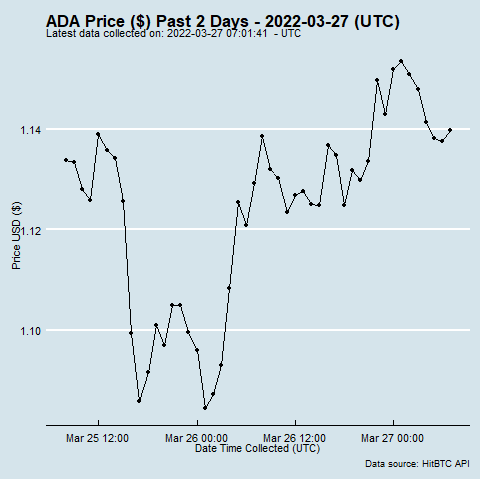 ADA Price ($) Past 2 Days - 2022-03-27 (UTC)
Latest data collected on: 2022-03-27 07:01:41 - UTC
1.14
1.12
1.10
Price USD ($)
Mar 25 12:00 Mar 26 00:00 Mar 26 12:00 Mar 27 00:00
Date Time Collected (UTC)
Data source: HitBTC API